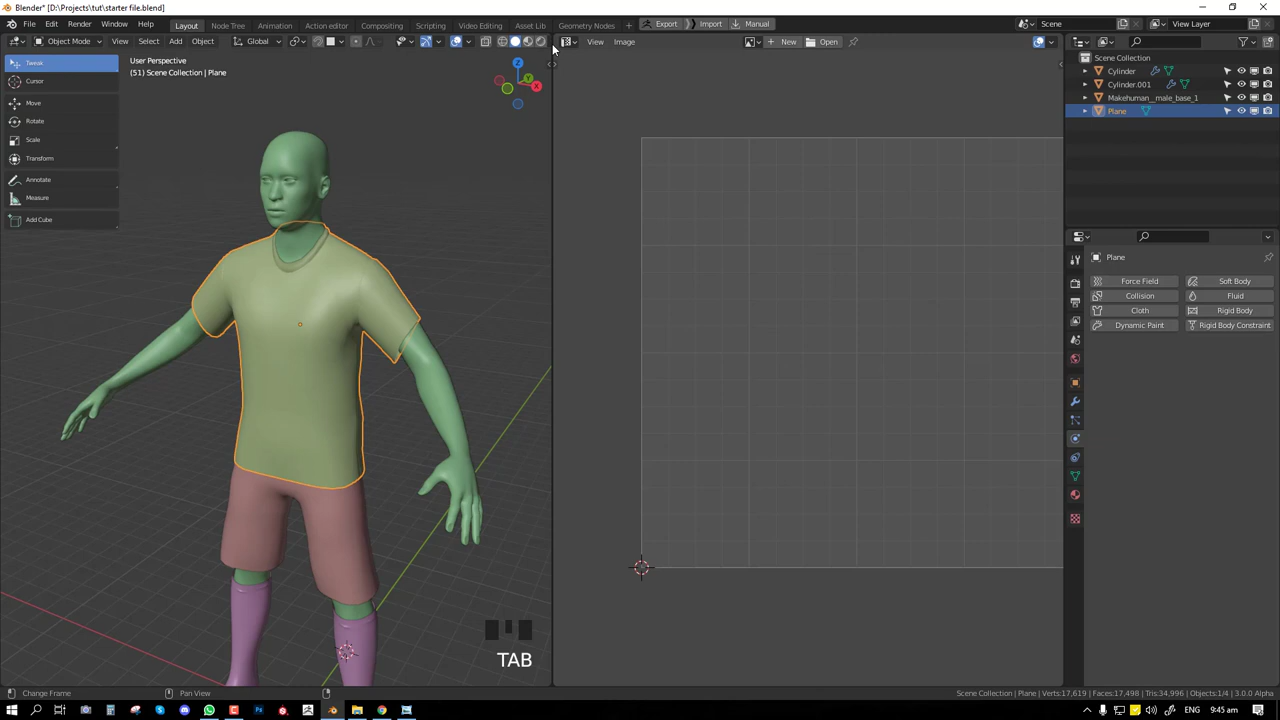 Blender* [D:\Projects\tut\starter file.blend]
File Edit Render Window Help
Layout Node Tree Animation Action editor Compositing Scripting Video Editing Asset Lib Geometry Nodes + Export Import Manual
Scene View Layer
Object Mode View Select Add Object Global
View Image + New Open
Tweak
Cursor
Move
Rotate
Scale
Transform
Annotate
Measure
Add Cube
User Perspective
(51) Scene Collection | Plane
Z
Y
X
Scene Collection
Cylinder
Cylinder.001
Makehuman__male_base_1
Plane
Plane
Force Field Soft Body
Collision Fluid
Cloth Rigid Body
Dynamic Paint Rigid Body Constraint
TAB
Change Frame Pan View
Scene Collection | Plane | Verts:17,619 | Faces:17,498 | Tris:34,996 | Objects:1/4 | 3.0.0 Alpha
ENG 9:45 am